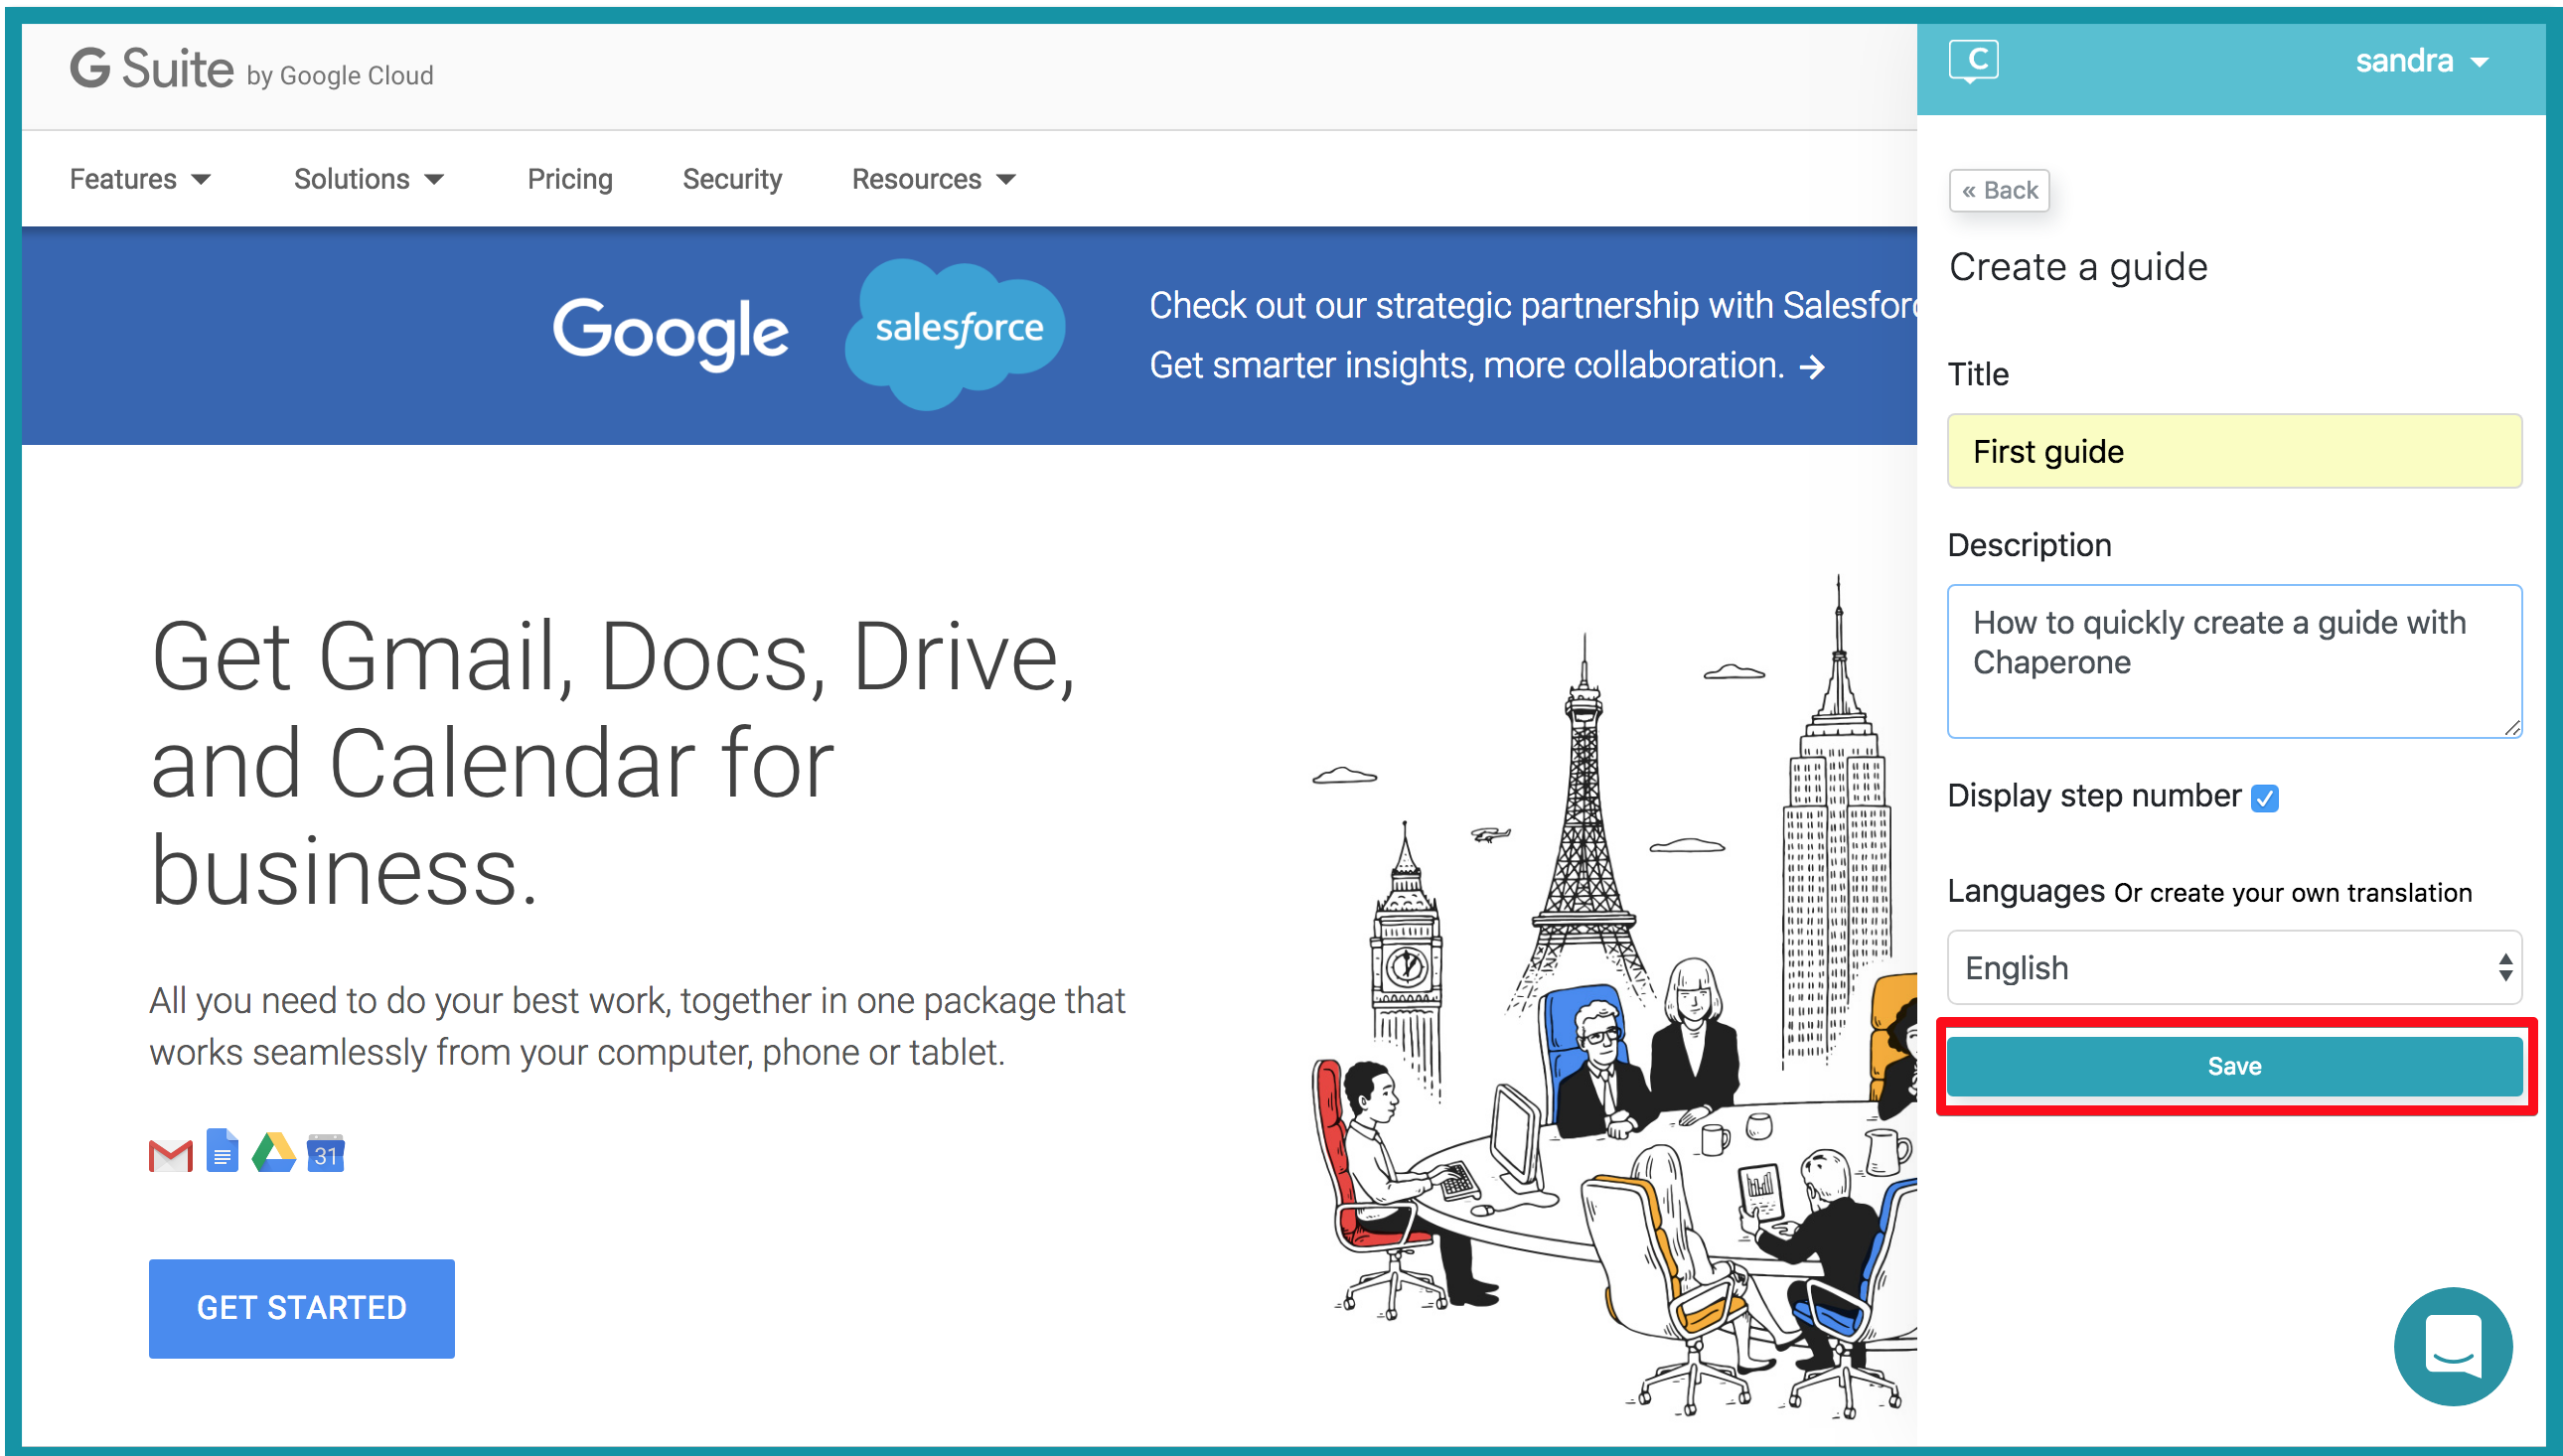 G Suite by Google Cloud
C
sandra
Features
Solutions
Pricing
Security
Resources
Google
salesforce
Check out our strategic partnership with Salesforc
Get smarter insights, more collaboration. →
Get Gmail, Docs, Drive,
and Calendar for
business.
All you need to do your best work, together in one package that
works seamlessly from your computer, phone or tablet.
31
GET STARTED
« Back
Create a guide
Title
First guide
Description
How to quickly create a guide with
Chaperone
Display step number
Languages Or create your own translation
English
Save